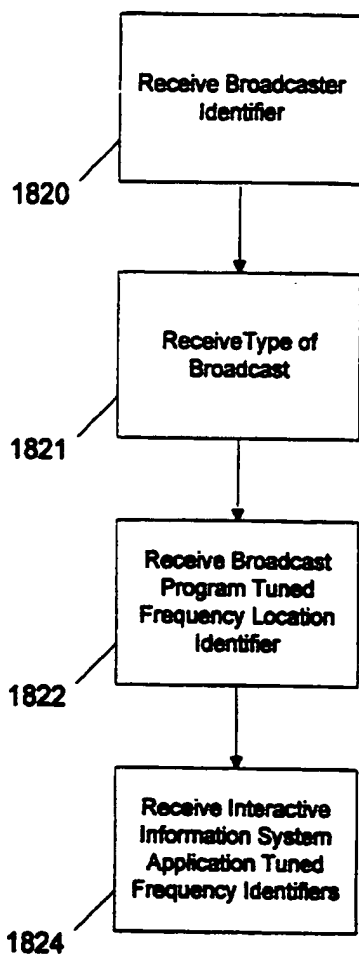 Receive Broadcaster
Identifier
1820
ReceiveType of
Broadcast
1821
Receive Broadcast
Program Tuned
Frequency Location
Identifier
1822
Receive Interactive
Information System
Application Tuned
Frequency Identifiers
1824